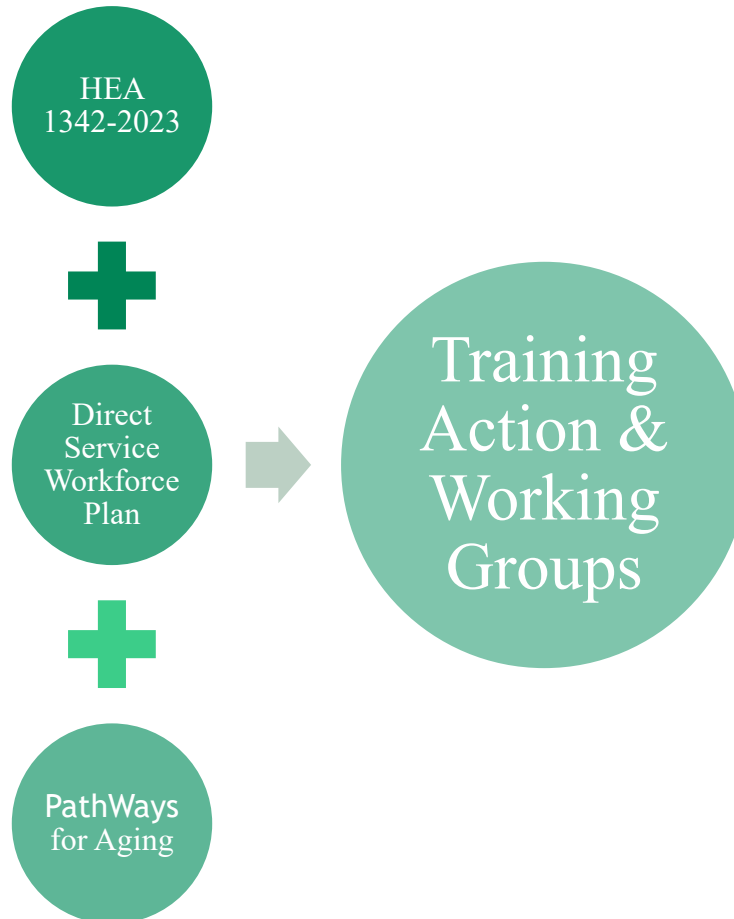 HEA
1342-2023
Direct
Service
Workforce
Plan
PathWays
for Aging
Training
Action &
Working
Groups